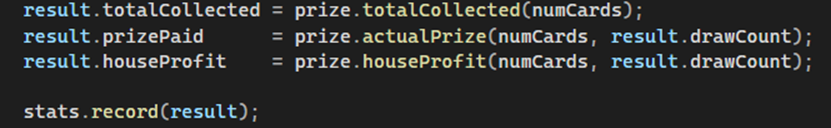 result.totalCollected = prize.totalCollected(numCards);
result.prizePaid      = prize.actualPrize(numCards, result.drawCount);
result.houseProfit    = prize.houseProfit(numCards, result.drawCount);

stats.record(result);